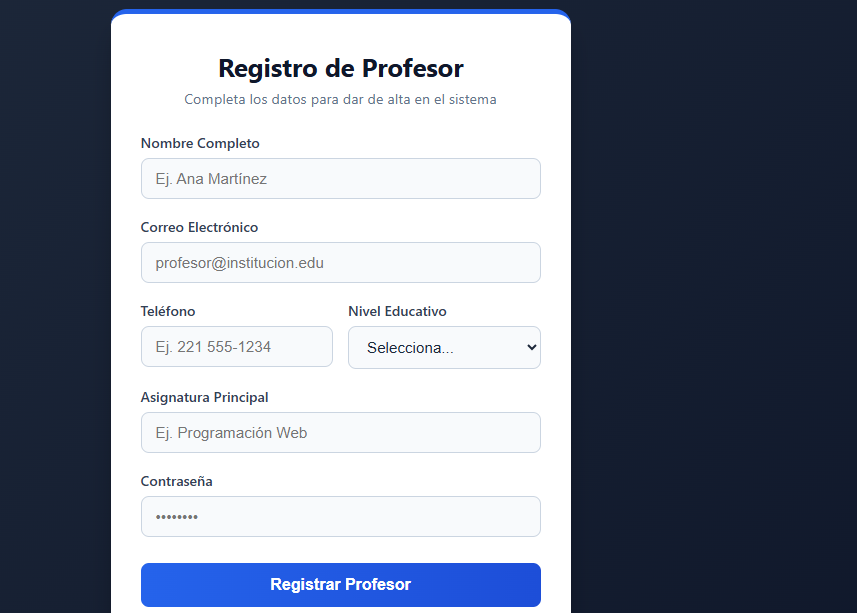 Registro de Profesor
Completa los datos para dar de alta en el sistema
Nombre Completo
Ej. Ana Martínez
Correo Electrónico
profesor@institucion.edu
Teléfono Nivel Educativo
Ej. 221 555-1234 Selecciona...
Asignatura Principal
Ej. Programación Web
Contraseña
••••••••
Registrar Profesor